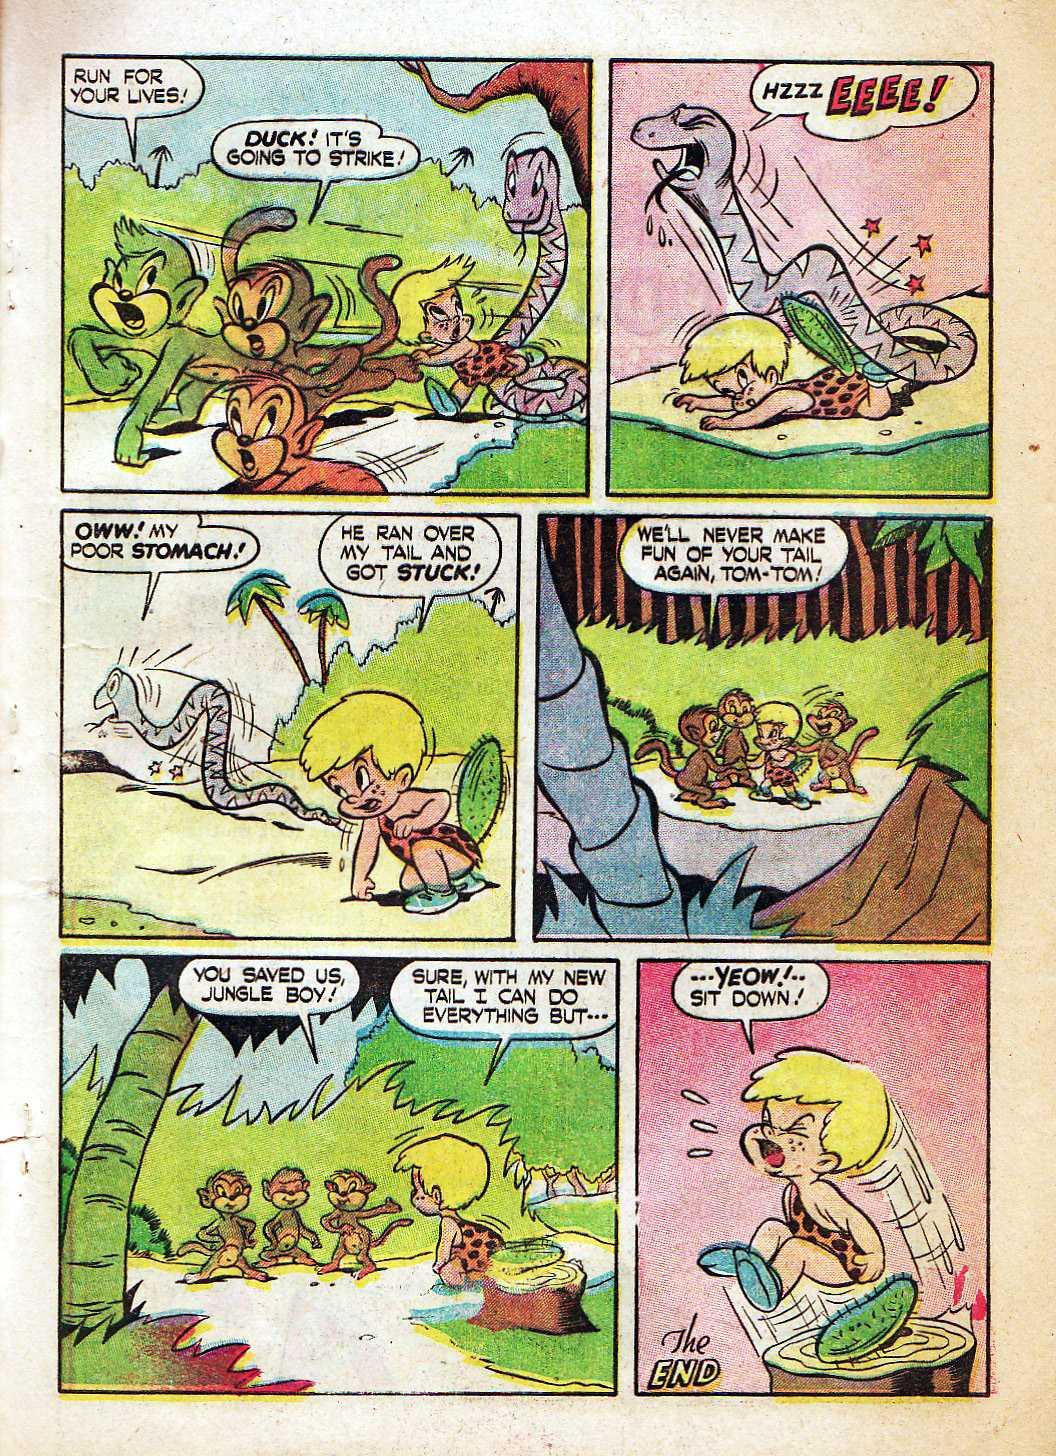 RUN FOR
YOUR LIVES!
DUCK! IT'S
GOING TO STRIKE!
HZZZ EEEE!
OWW! MY
POOR STOMACH!
HE RAN OVER
MY TAIL AND
GOT STUCK!
WE'LL NEVER MAKE
FUN OF YOUR TAIL
AGAIN, TOM-TOM!
YOU SAVED US,
JUNGLE BOY!
SURE, WITH MY NEW
TAIL I CAN DO
EVERYTHING BUT---
---YEOW!--
SIT DOWN!
The
END